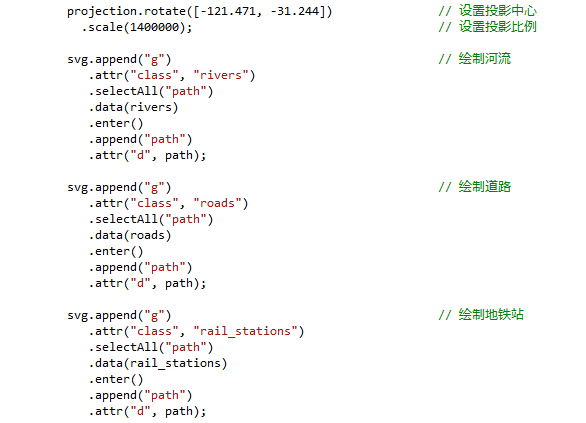 projection.rotate([-121.471, -31.244]) // 设置投影中心
.scale(1400000); // 设置投影比例
svg.append("g") // 绘制河流
.attr("class", "rivers")
.selectAll("path")
.data(rivers)
.enter()
.append("path")
.attr("d", path);
svg.append("g") // 绘制道路
.attr("class", "roads")
.selectAll("path")
.data(roads)
.enter()
.append("path")
.attr("d", path);
svg.append("g") // 绘制地铁站
.attr("class", "rail_stations")
.selectAll("path")
.data(rail_stations)
.enter()
.append("path")
.attr("d", path);